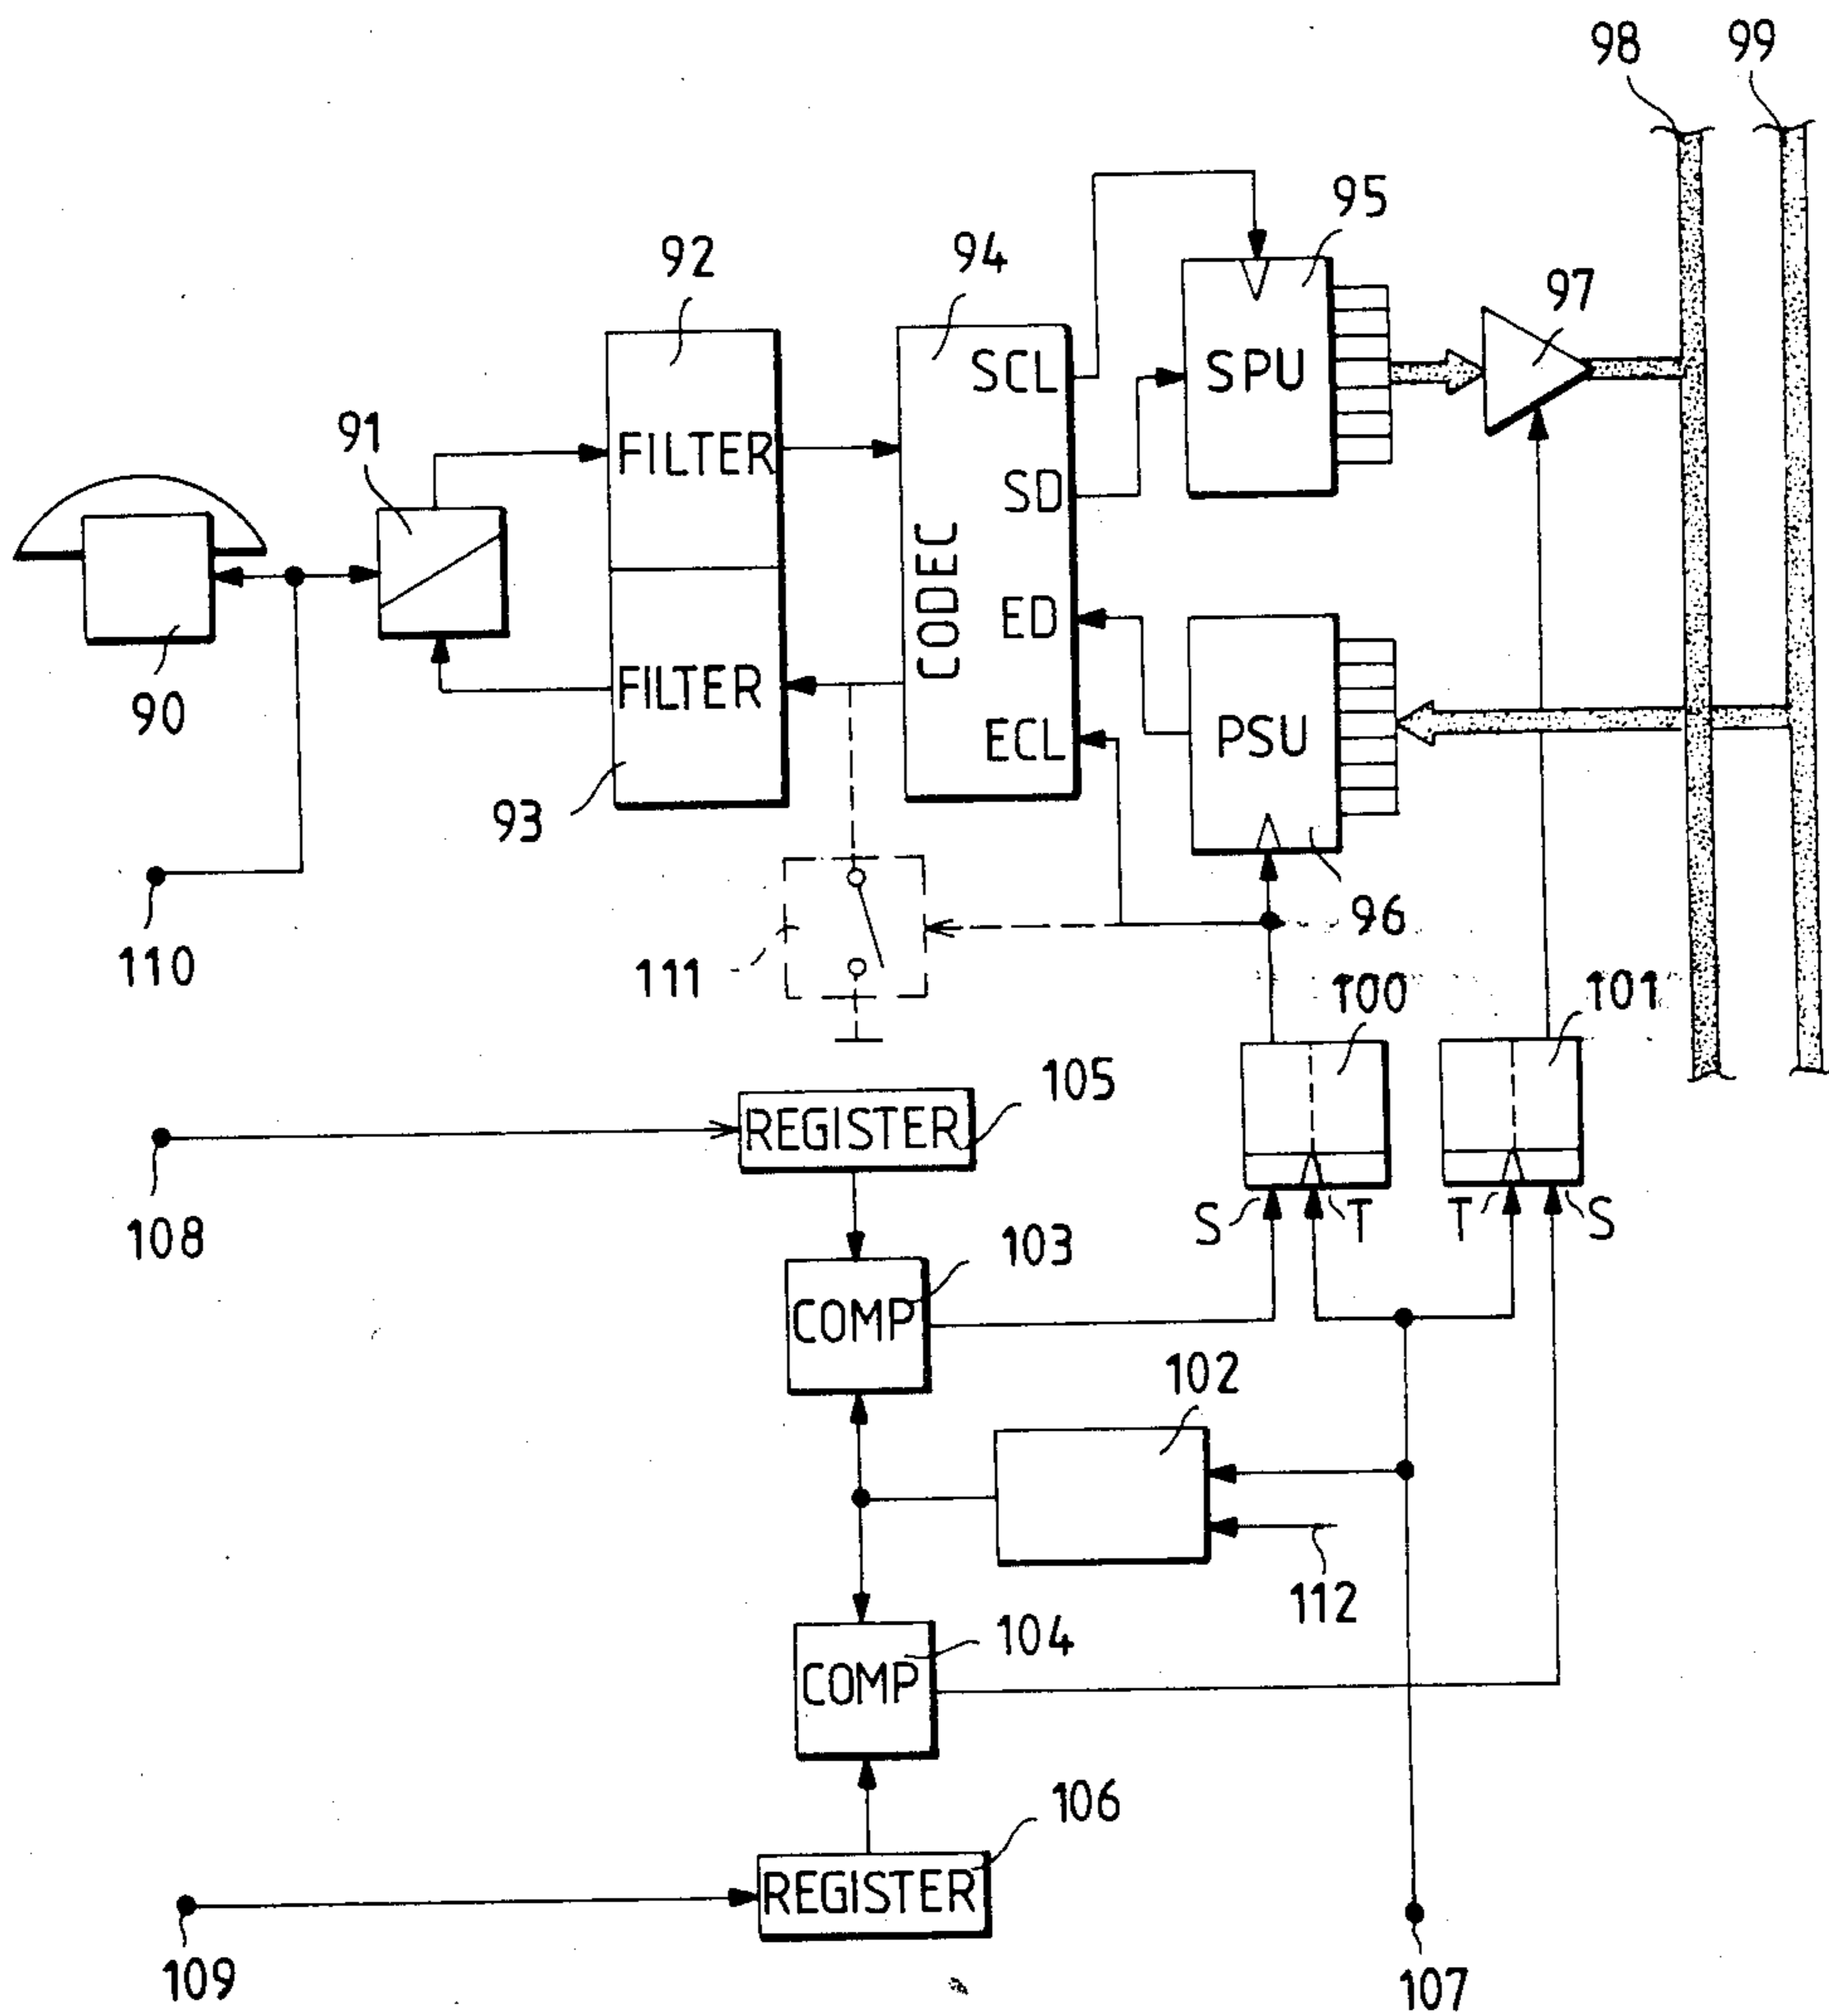 98
99
95
92
94
97
SCL
SPU
91
FILTER
SD
CODEC
ED
FILTER
PSU
90
ECL
93
96
110
111
100
101
105
REGISTER
S
T
T
S
108
103
COMP
102
112
104
COMP
106
REGISTER
109
107